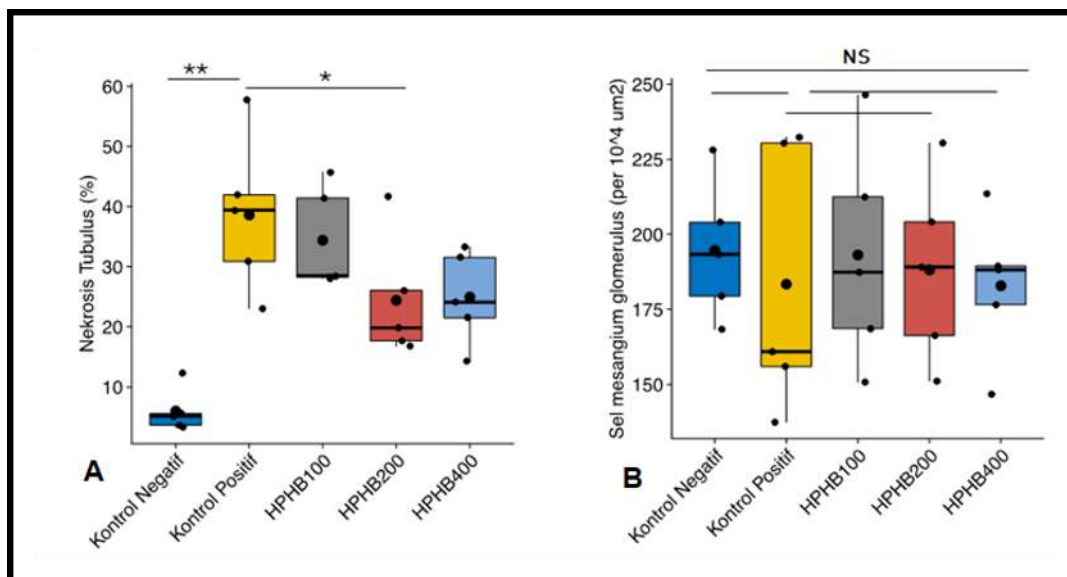 **
*
60
50
40
30
20
10
Nekrosis Tubulus (%)
Kontrol Negatif
Kontrol Positif
HPHB100
HPHB200
HPHB400
A
NS
250
225
200
175
150
Sel mesangium glomerulus (per 10^4 um2)
Kontrol Negatif
Kontrol Positif
HPHB100
HPHB200
HPHB400
B